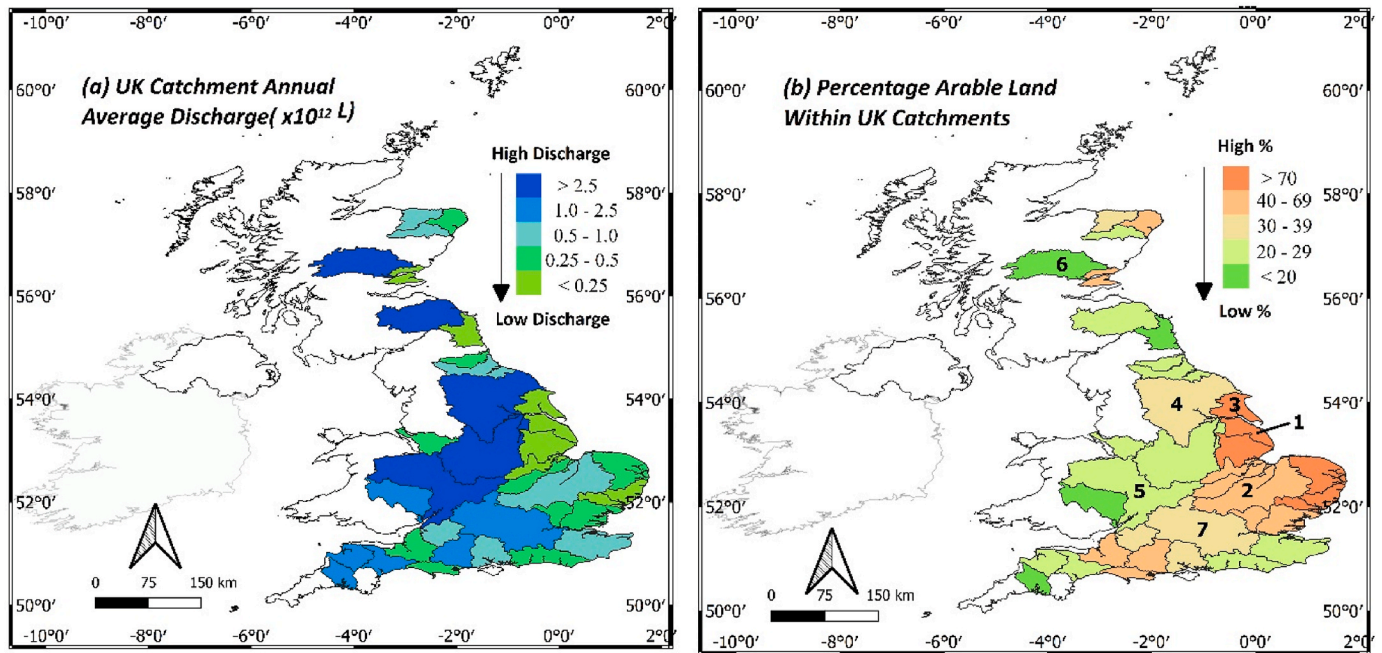 -10°0′ -8°0′ -6°0′ -4°0′ -2°0′ 0°0′ 2°0′
(a) UK Catchment Annual
Average Discharge( x10¹² L)
60°0′ 60°0′
High Discharge
> 2.5
1.0 - 2.5
0.5 - 1.0
0.25 - 0.5
< 0.25
Low Discharge
58°0′ 58°0′
56°0′ 56°0′
54°0′ 54°0′
52°0′ 52°0′
50°0′ 50°0′
0 75 150 km
-10°0′ -8°0′ -6°0′ -4°0′ -2°0′ 0°0′ 2°0′
-10°0′ -8°0′ -6°0′ -4°0′ -2°0′ 0°0′ 2°0′
(b) Percentage Arable Land
Within UK Catchments
60°0′ 60°0′
High %
> 70
40 - 69
30 - 39
20 - 29
< 20
Low %
58°0′ 58°0′
6
56°0′ 56°0′
54°0′ 54°0′
4 3 1
5 2
52°0′ 52°0′
7
50°0′ 50°0′
0 75 150 km
-10°0′ -8°0′ -6°0′ -4°0′ -2°0′ 0°0′ 2°0′